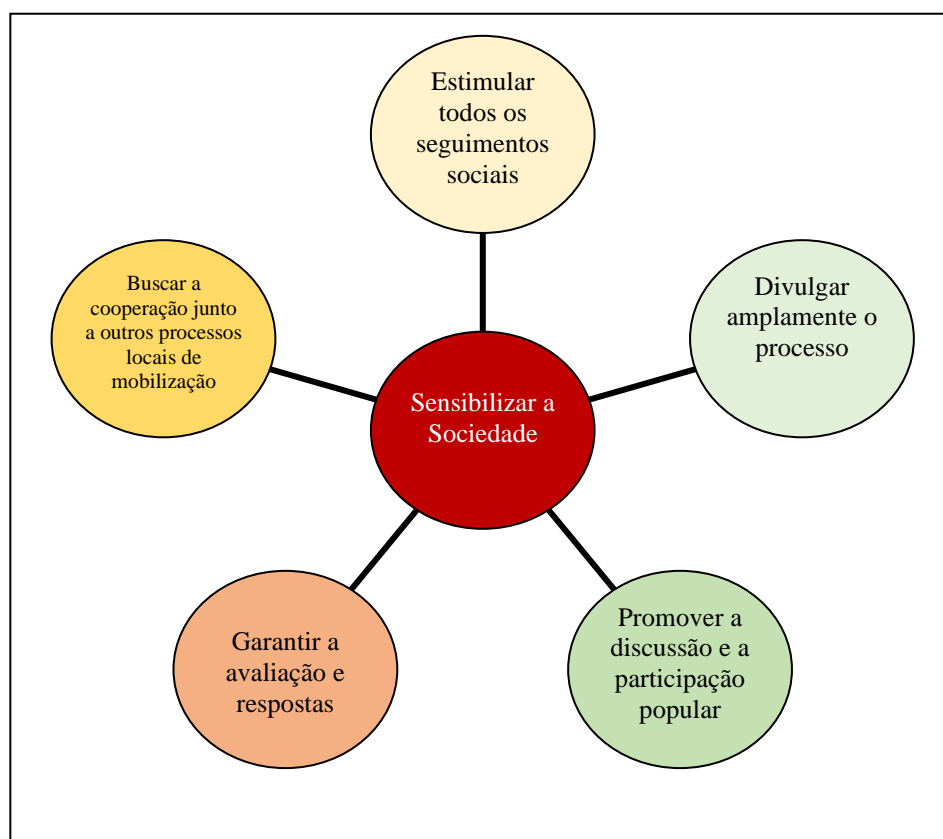 Estimular
todos os
seguimentos
sociais
Buscar a
cooperação junto
a outros processos
locais de
mobilização
Divulgar
amplamente o
processo
Sensibilizar a
Sociedade
Garantir a
avaliação e
respostas
Promover a
discussão e a
participação
popular